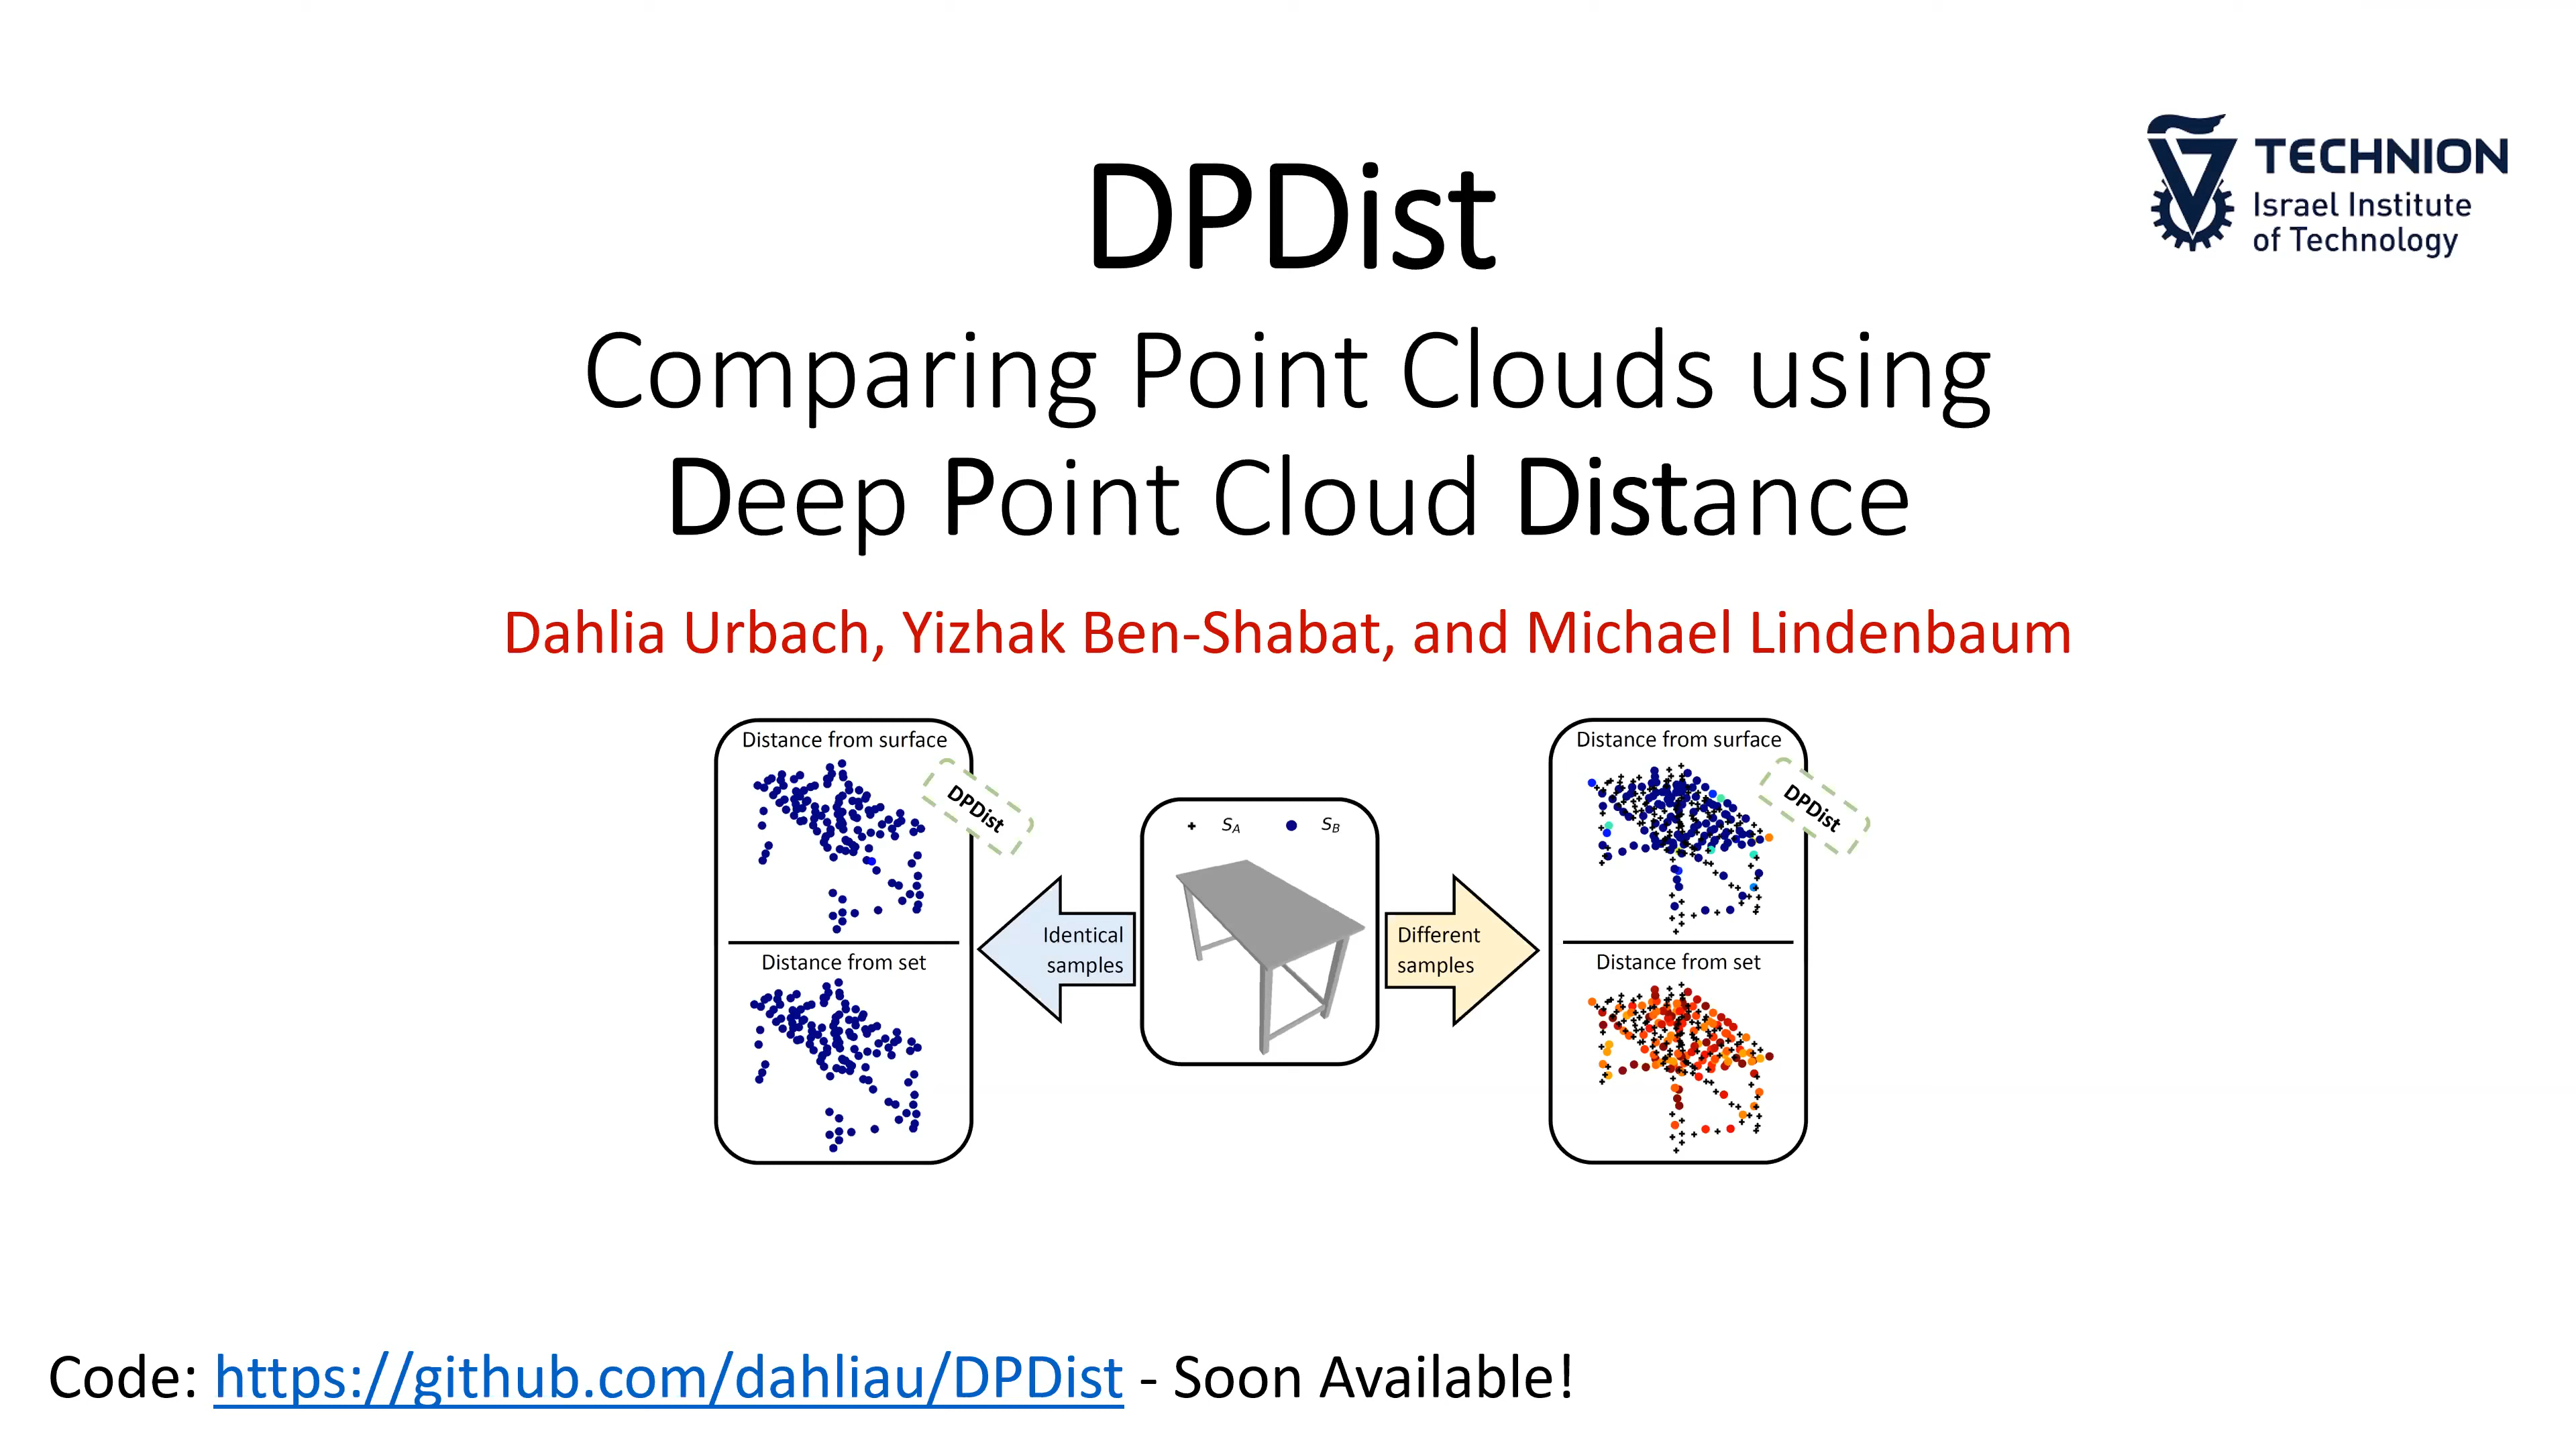 TECHNION
Israel Institute
of Technology
DPDist
Comparing Point Clouds using
Deep Point Cloud Distance
Dahlia Urbach, Yizhak Ben-Shabat, and Michael Lindenbaum
Distance from surface
DPDist
Distance from set
Identical
samples
S_A
S_B
Different
samples
Distance from surface
DPDist
Distance from set
Code: https://github.com/dahliau/DPDist - Soon Available!